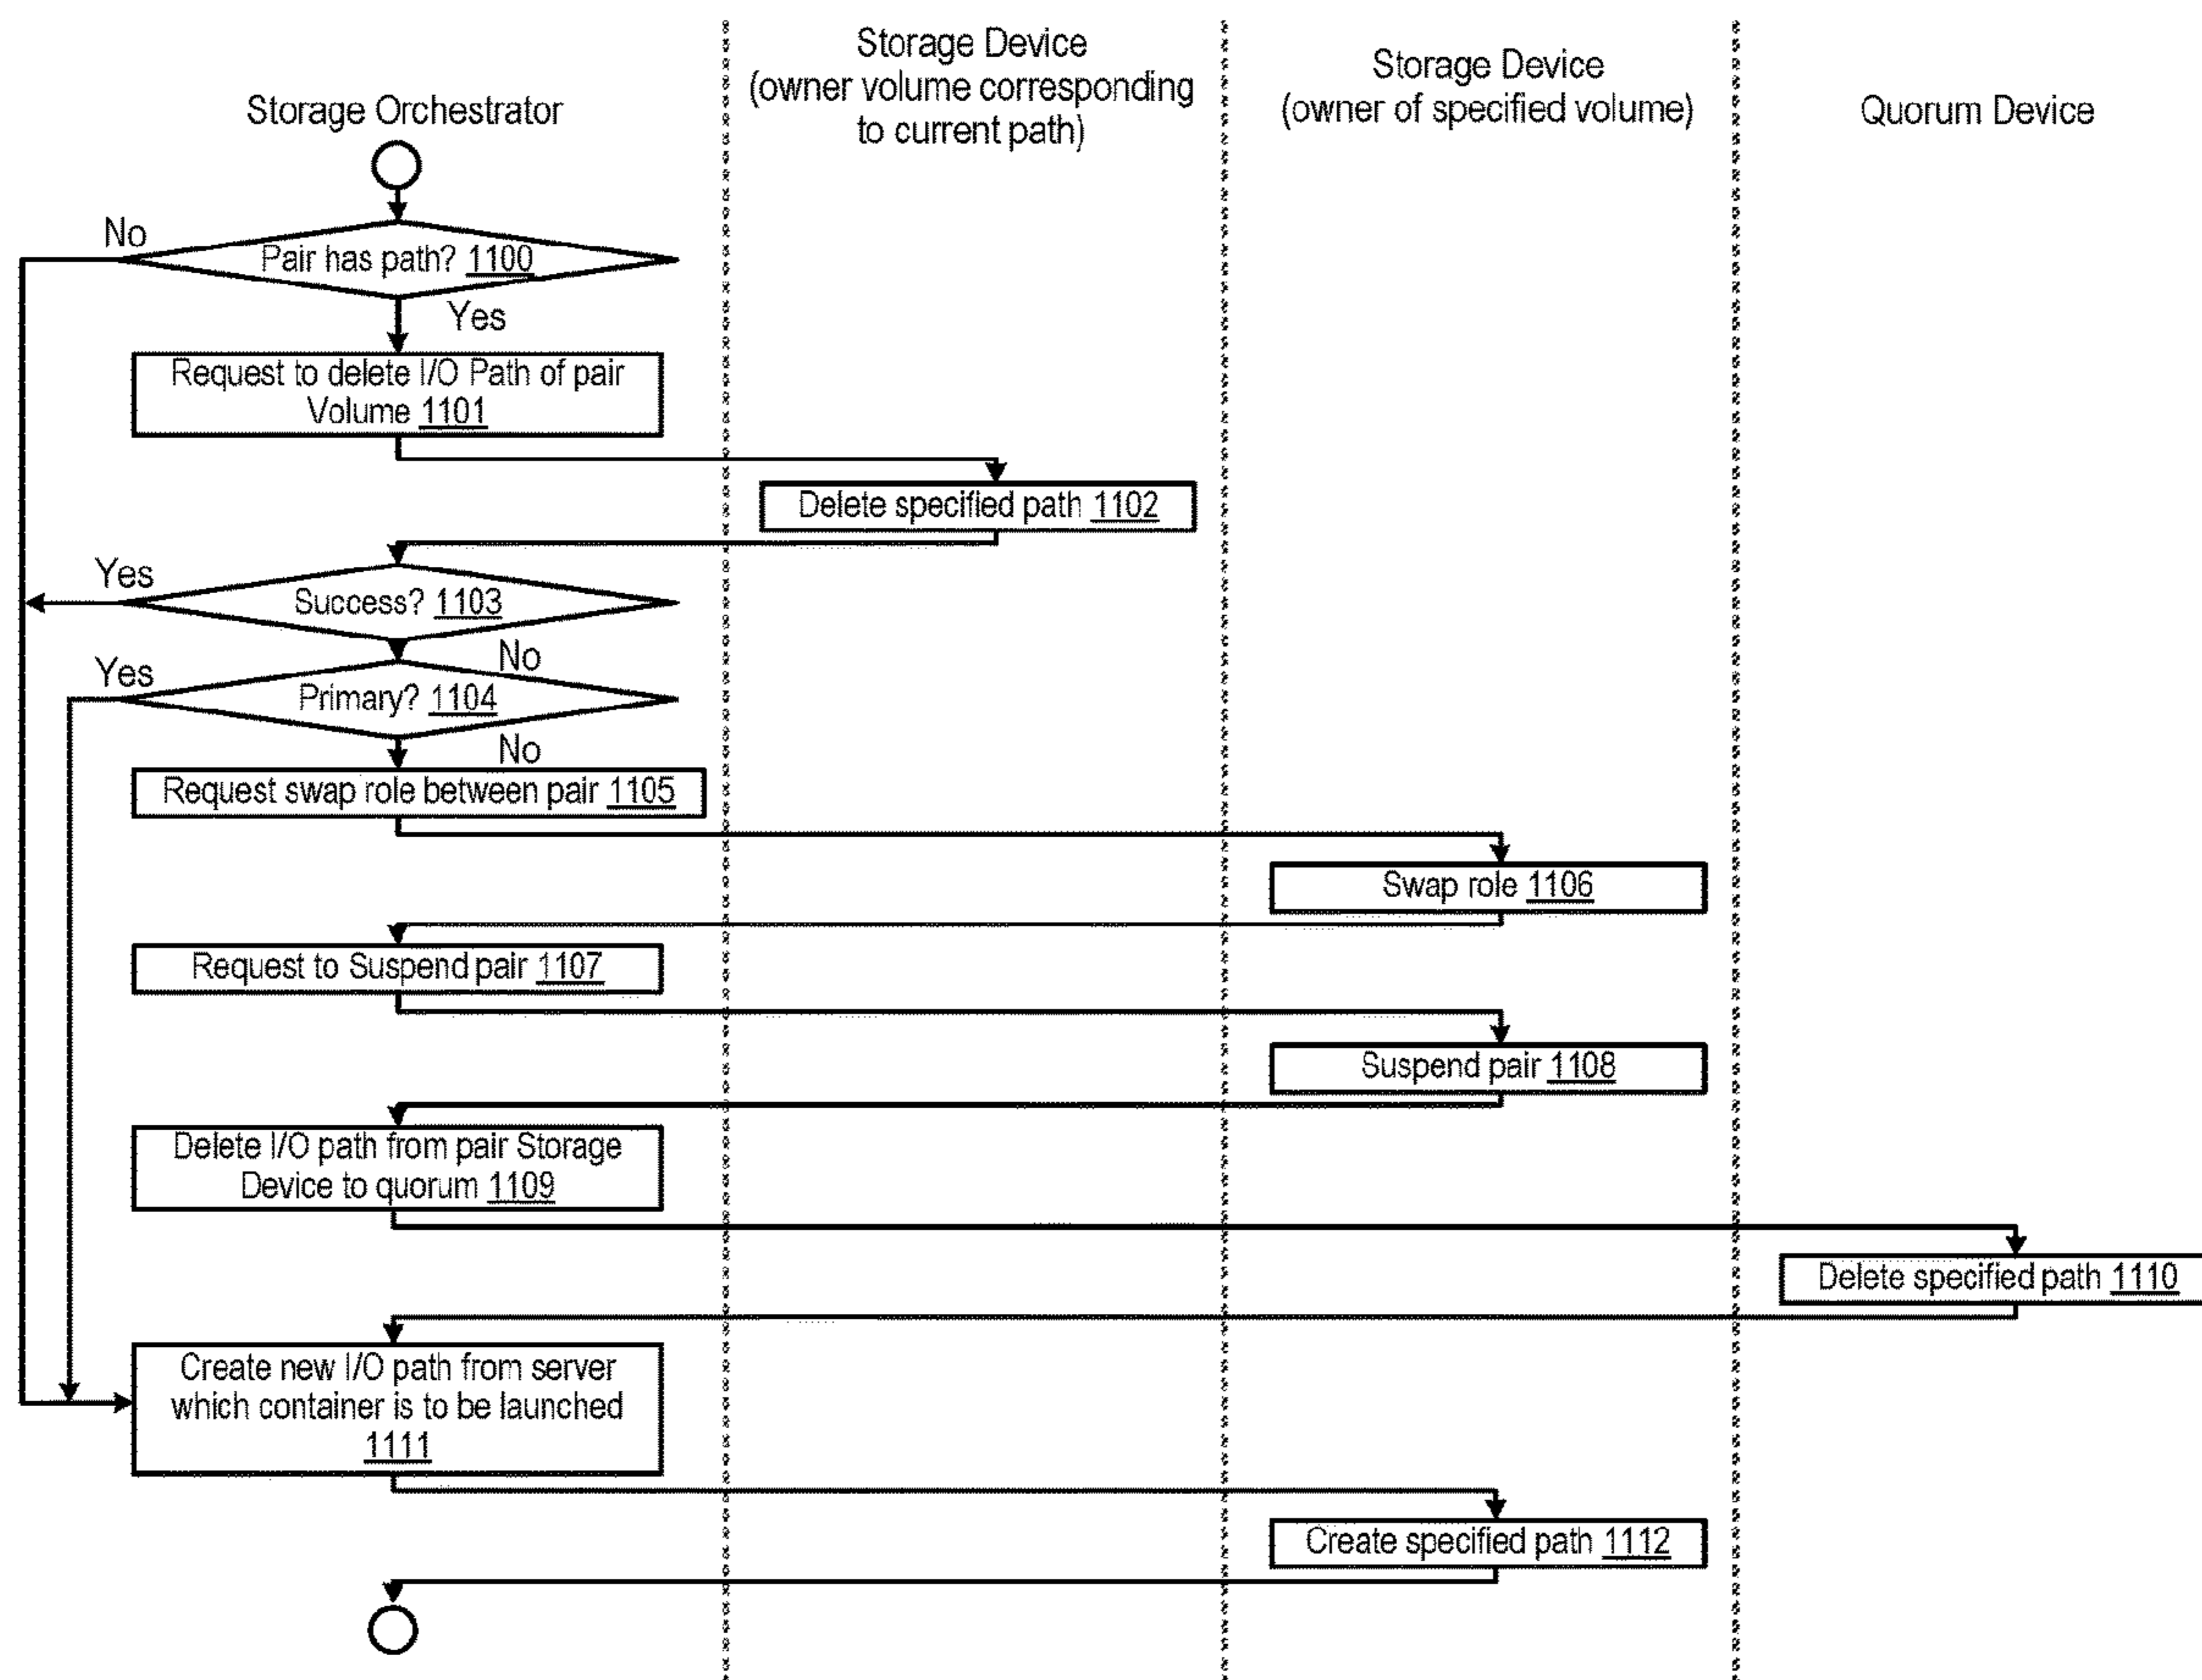 Storage Orchestrator
Storage Device
(owner volume corresponding
to current path)
Storage Device
(owner of specified volume)
Quorum Device
No
Pair has path? 1100
Yes
Request to delete I/O Path of pair
Volume 1101
Delete specified path 1102
Yes
Success? 1103
No
Yes
Primary? 1104
No
Request swap role between pair 1105
Swap role 1106
Request to Suspend pair 1107
Suspend pair 1108
Delete I/O path from pair Storage
Device to quorum 1109
Delete specified path 1110
Create new I/O path from server
which container is to be launched
1111
Create specified path 1112